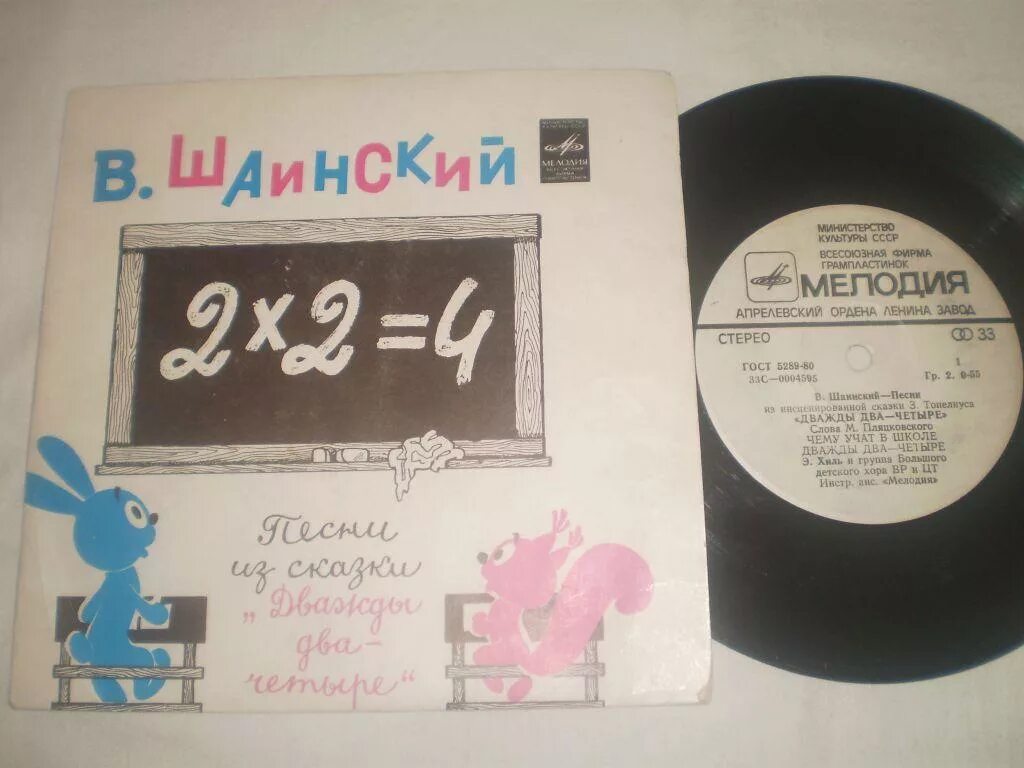 В. Шаинский
МЕЛОДИЯ
2х2=4
Песни
из сказки
„Дважды
два—
четыре“
МИНИСТЕРСТВО
КУЛЬТУРЫ СССР
ВСЕСОЮЗНАЯ ФИРМА
ГРАМПЛАСТИНОК
МЕЛОДИЯ
АПРЕЛЕВСКИЙ ОРДЕНА ЛЕНИНА ЗАВОД
СТЕРЕО 33
ГОСТ 5289-80 1
33С—0004595 Гр. 2. 0-55
В. Шаинский—Песни
из инсценированной сказки З. Топелиуса
«ДВАЖДЫ ДВА—ЧЕТЫРЕ»
Слова М. Пляцковского
ЧЕМУ УЧАТ В ШКОЛЕ
ДВАЖДЫ ДВА—ЧЕТЫРЕ
Э. Хиль и группа Большого
детского хора ВР и ЦТ
Инстр. анс. «Мелодия»